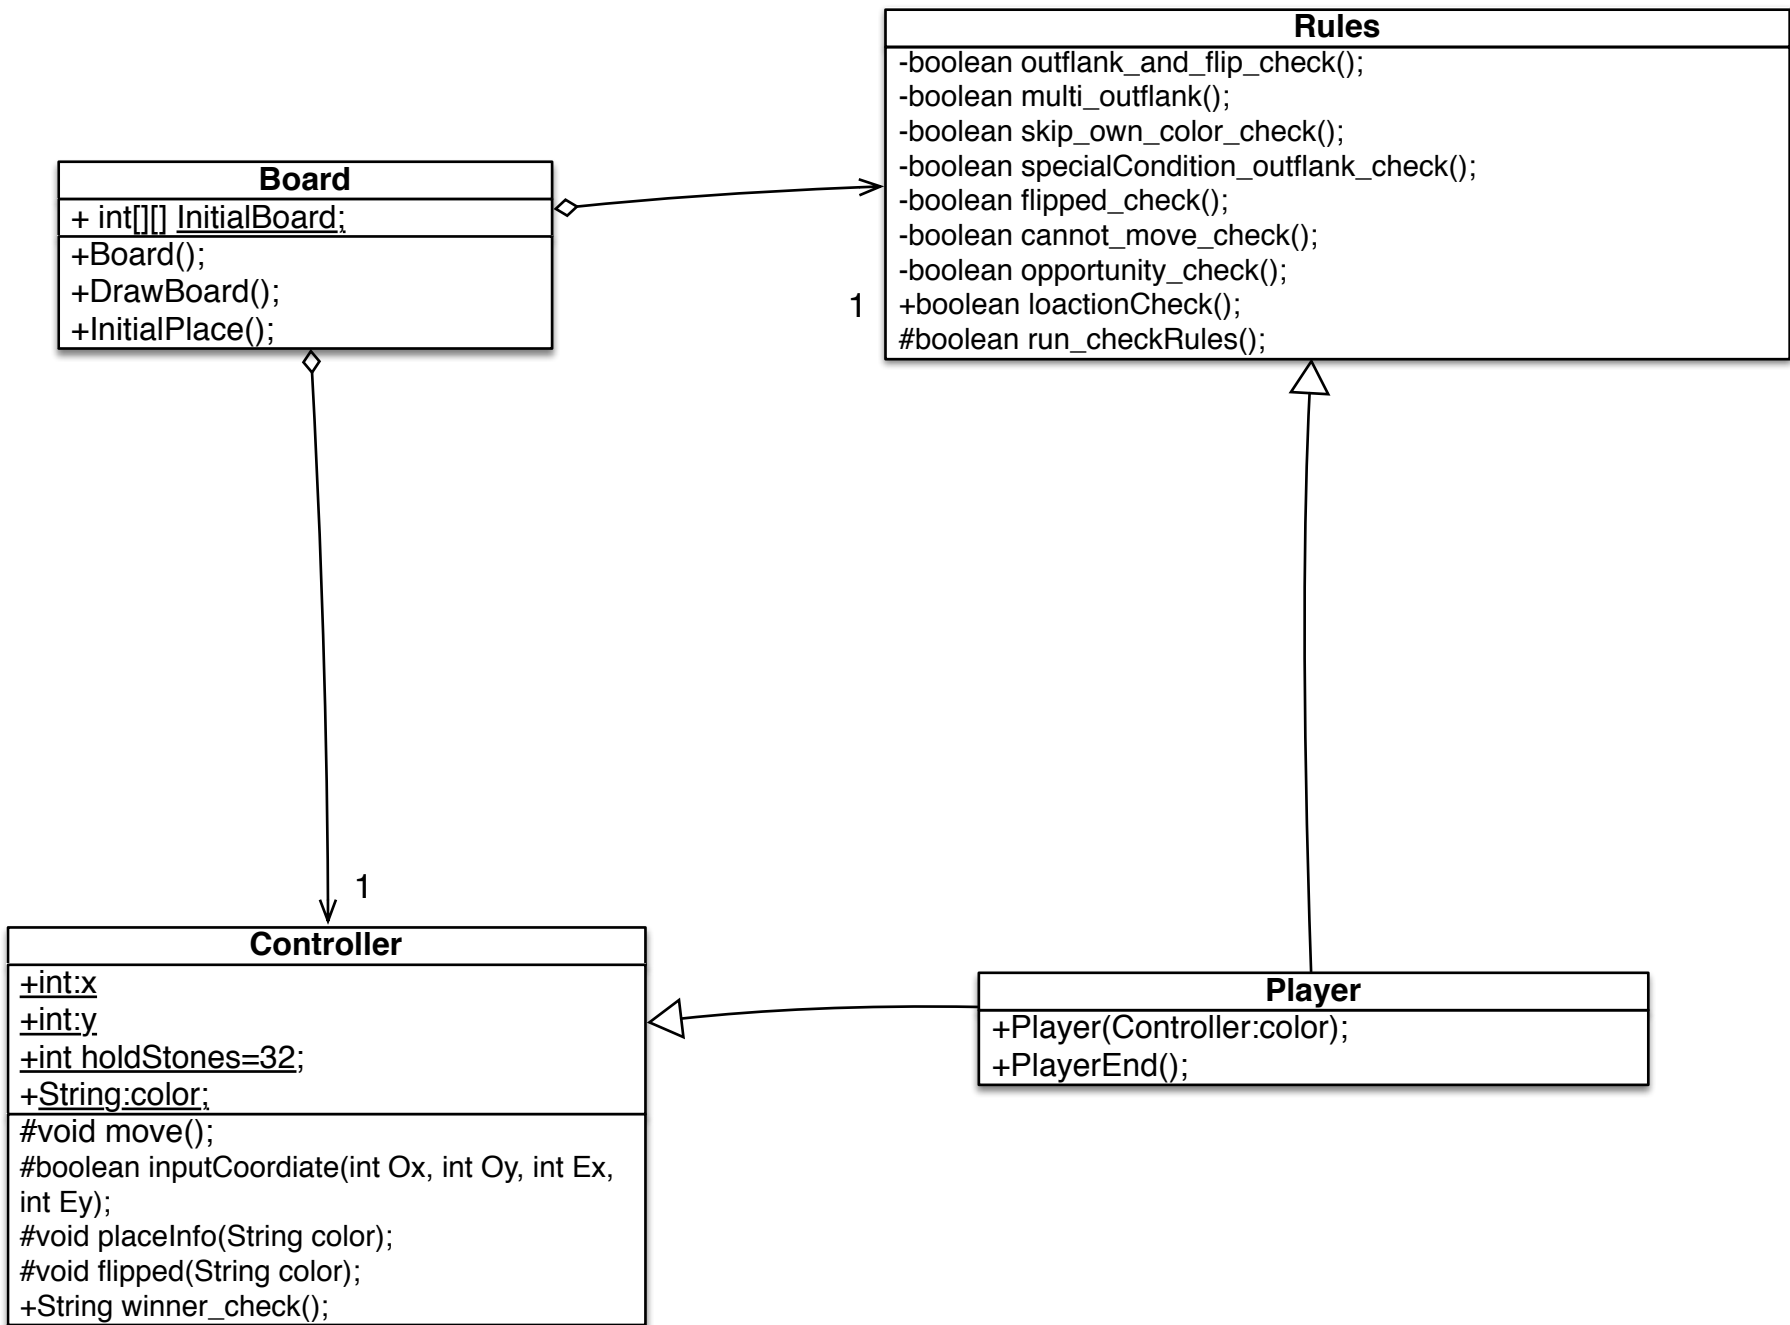 Rules
-boolean outflank_and_flip_check();
-boolean multi_outflank();
-boolean skip_own_color_check();
-boolean specialCondition_outflank_check();
-boolean flipped_check();
-boolean cannot_move_check();
-boolean opportunity_check();
+boolean loactionCheck();
#boolean run_checkRules();
Board
+ int[][] InitialBoard;
+Board();
+DrawBoard();
+InitialPlace();
1
1
Controller
+int:x
+int:y
+int holdStones=32;
+String:color;
#void move();
#boolean inputCoordiate(int Ox, int Oy, int Ex,
int Ey);
#void placeInfo(String color);
#void flipped(String color);
+String winner_check();
Player
+Player(Controller:color);
+PlayerEnd();